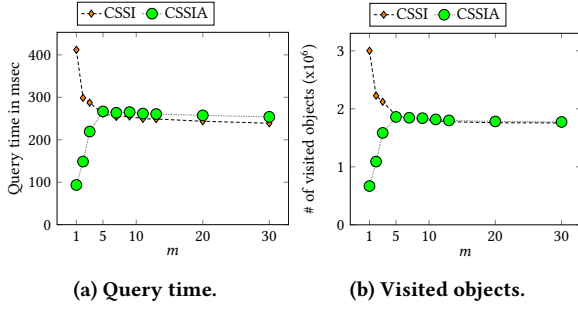 CSSI CSSIA
Query time in msec
400
300
200
100
0
1 5 10 20 30
m
(a) Query time.
CSSI CSSIA
# of visited objects (x10⁶)
3
2
1
0
1 5 10 20 30
m
(b) Visited objects.